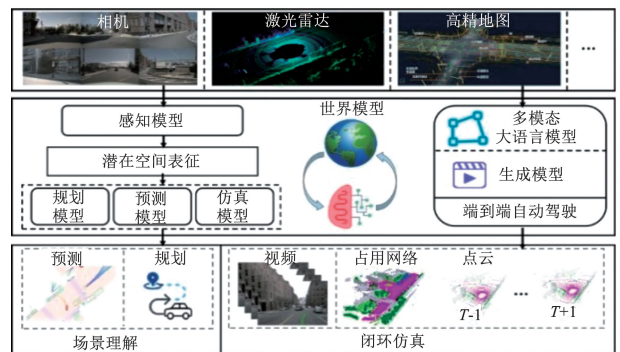 相机
激光雷达
高精地图
...
感知模型
潜在空间表征
规划
模型
预测
模型
仿真
模型
世界模型
多模态
大语言模型
生成模型
端到端自动驾驶
预测
规划
场景理解
视频
占用网络
点云
T-1
...
T+1
闭环仿真